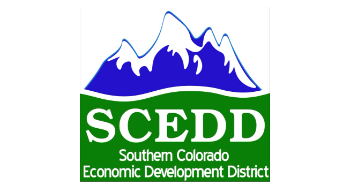 SCEDD
Southern Colorado
Economic Development District